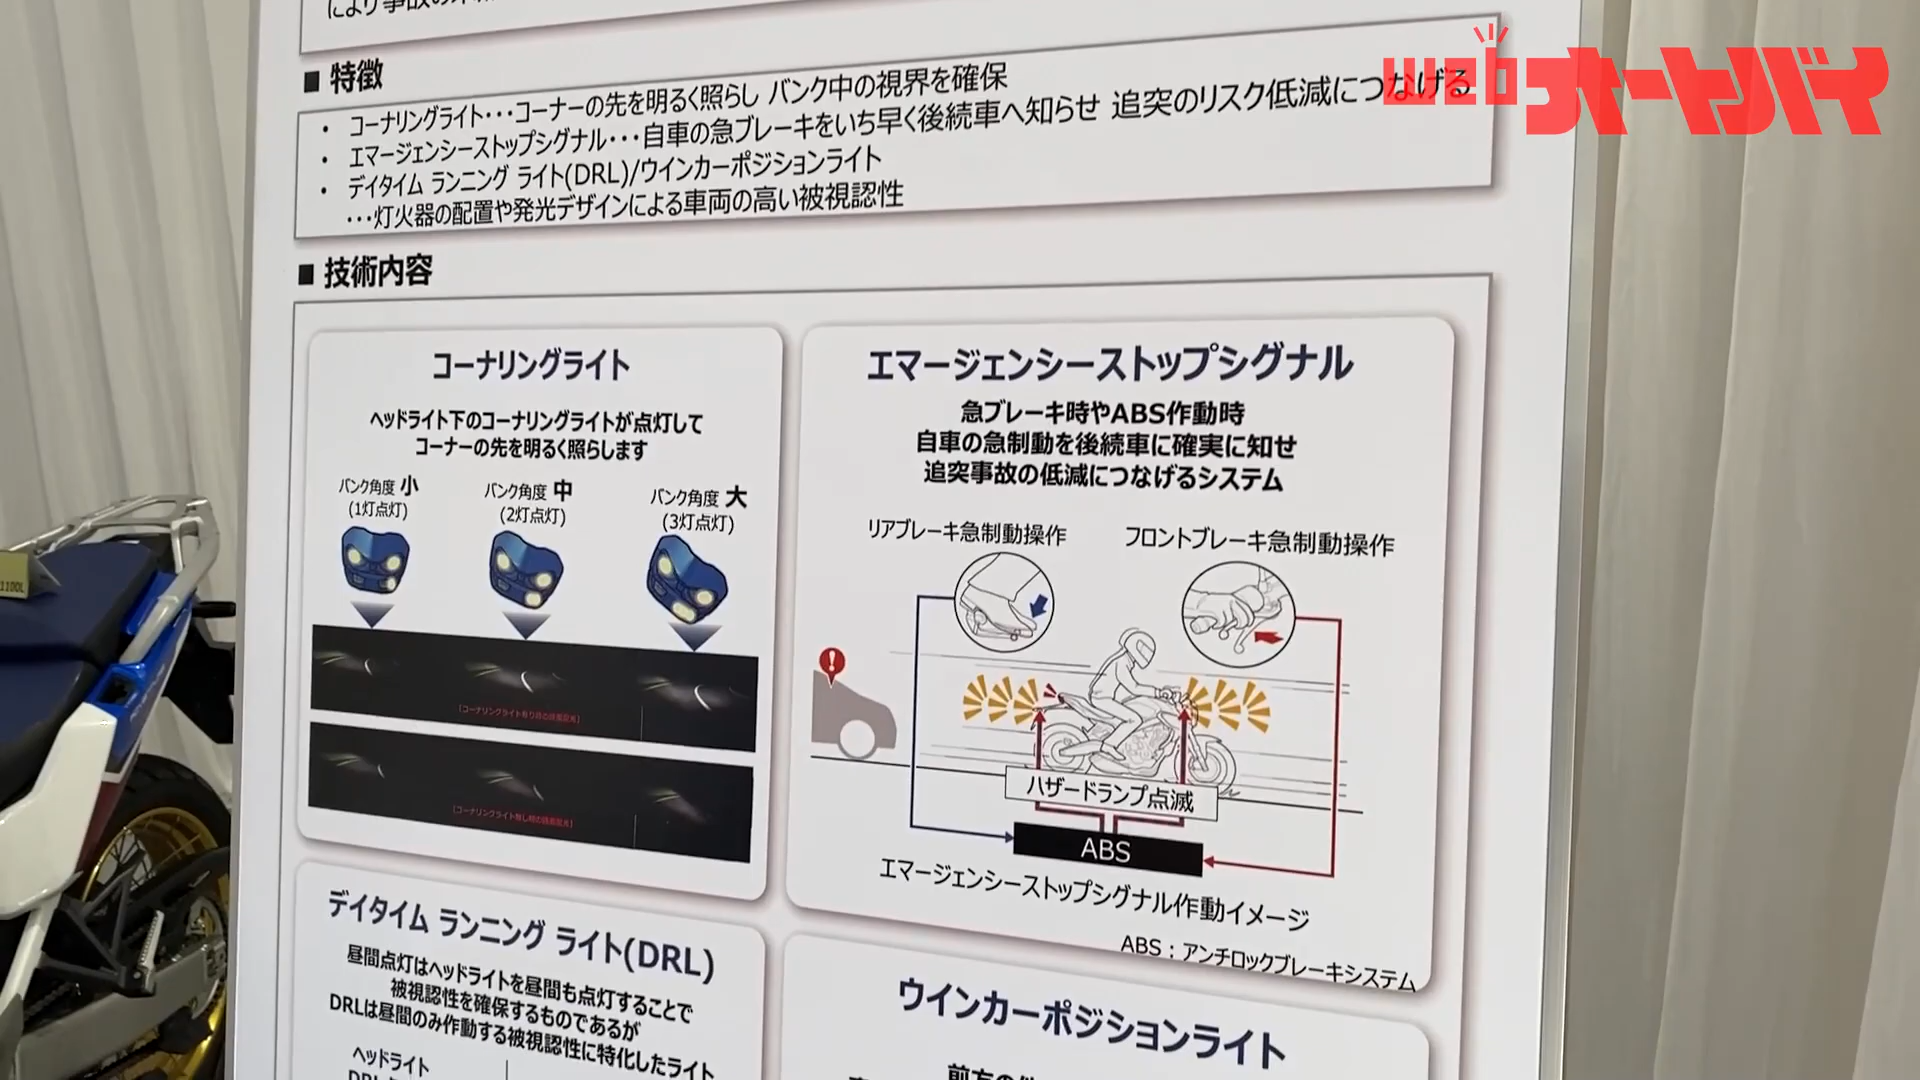 webオートバイ
により事故の未
■ 特徴
・ コーナリングライト･･･コーナーの先を明るく照らし バンク中の視界を確保
・ エマージェンシーストップシグナル･･･自車の急ブレーキをいち早く後続車へ知らせ 追突のリスク低減につなげる
・ デイタイム ランニング ライト(DRL)/ウインカーポジションライト
･･･灯火器の配置や発光デザインによる車両の高い被視認性
■ 技術内容
コーナリングライト
ヘッドライト下のコーナリングライトが点灯して
コーナーの先を明るく照らします
バンク角度 小
(1灯点灯)
バンク角度 中
(2灯点灯)
バンク角度 大
(3灯点灯)
エマージェンシーストップシグナル
急ブレーキ時やABS作動時
自車の急制動を後続車に確実に知せ
追突事故の低減につなげるシステム
リアブレーキ急制動操作
フロントブレーキ急制動操作
ハザードランプ点滅
ABS
エマージェンシーストップシグナル作動イメージ
ABS：アンチロックブレーキシステム
デイタイム ランニング ライト(DRL)
昼間点灯はヘッドライトを昼間も点灯することで
被視認性を確保するものであるが
DRLは昼間のみ作動する被視認性に特化したライト
ヘッドライト
ウインカーポジションライト
1100L